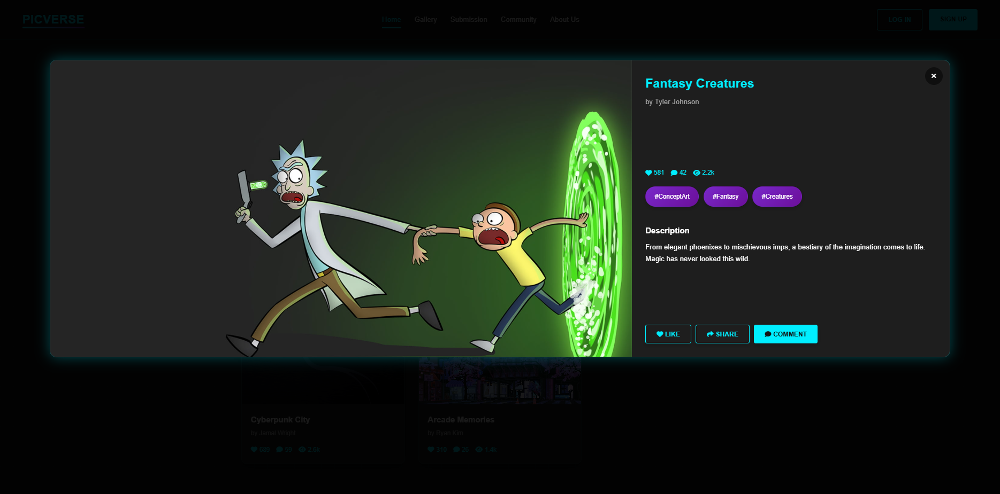 PICVERSE
Home Gallery Submission Community About Us
LOG IN SIGN UP
Fantasy Creatures
by Tyler Johnson
581 42 2.2k
#ConceptArt #Fantasy #Creatures
Description
From elegant phoenixes to mischievous imps, a bestiary of the imagination comes to life.
Magic has never looked this wild.
LIKE SHARE COMMENT
Cyberpunk City
by Jamal Wright
689 59 2.6k
Arcade Memories
by Ryan Kim
310 26 1.4k